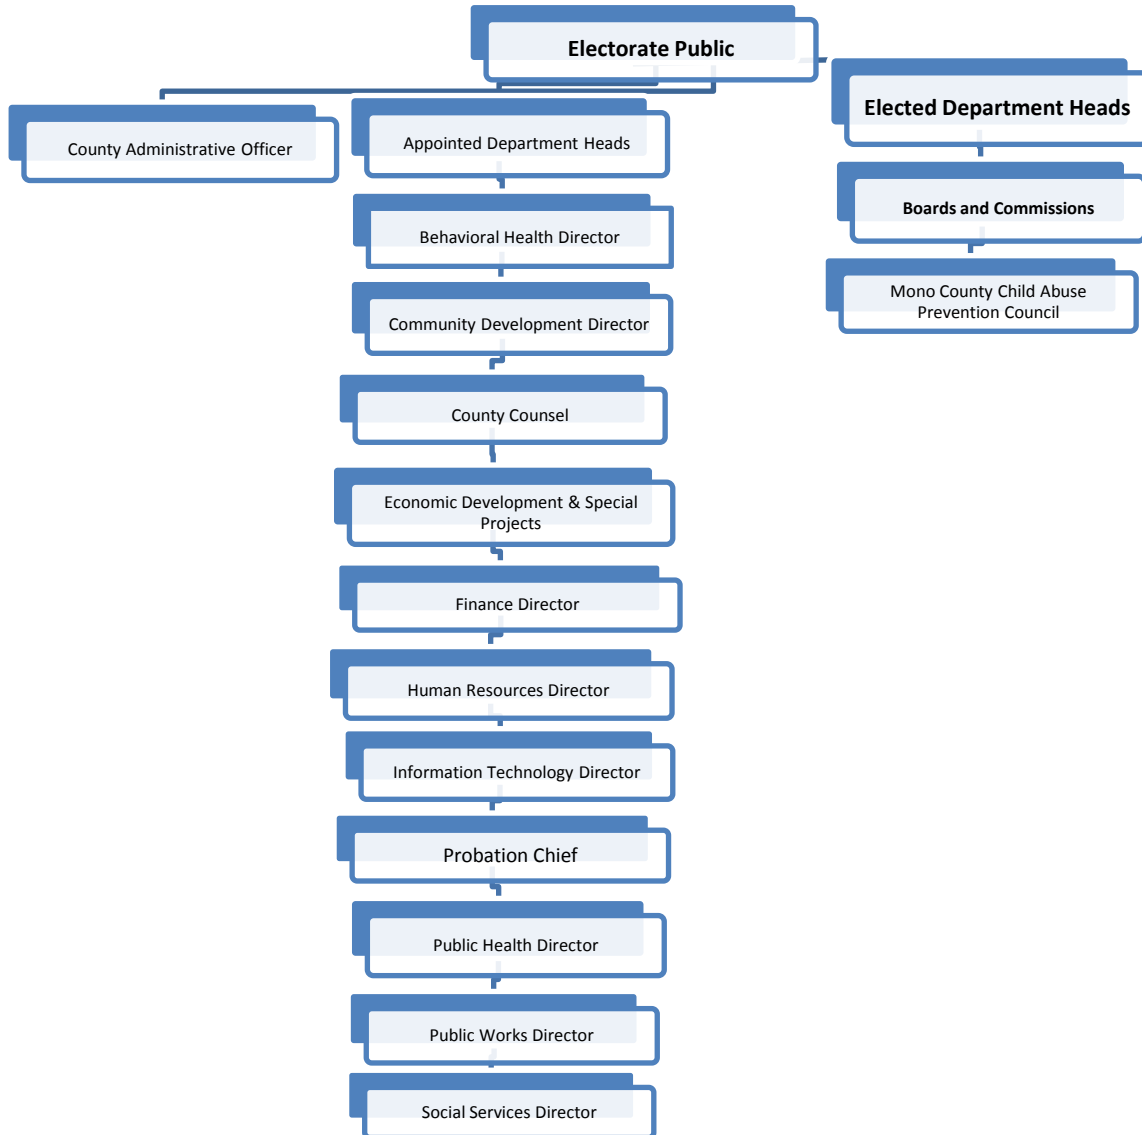 Electorate Public
Elected Department Heads
County Administrative Officer
Appointed Department Heads
Boards and Commissions
Behavioral Health Director
Mono County Child Abuse
Prevention Council
Community Development Director
County Counsel
Economic Development & Special
Projects
Finance Director
Human Resources Director
Information Technology Director
Probation Chief
Public Health Director
Public Works Director
Social Services Director